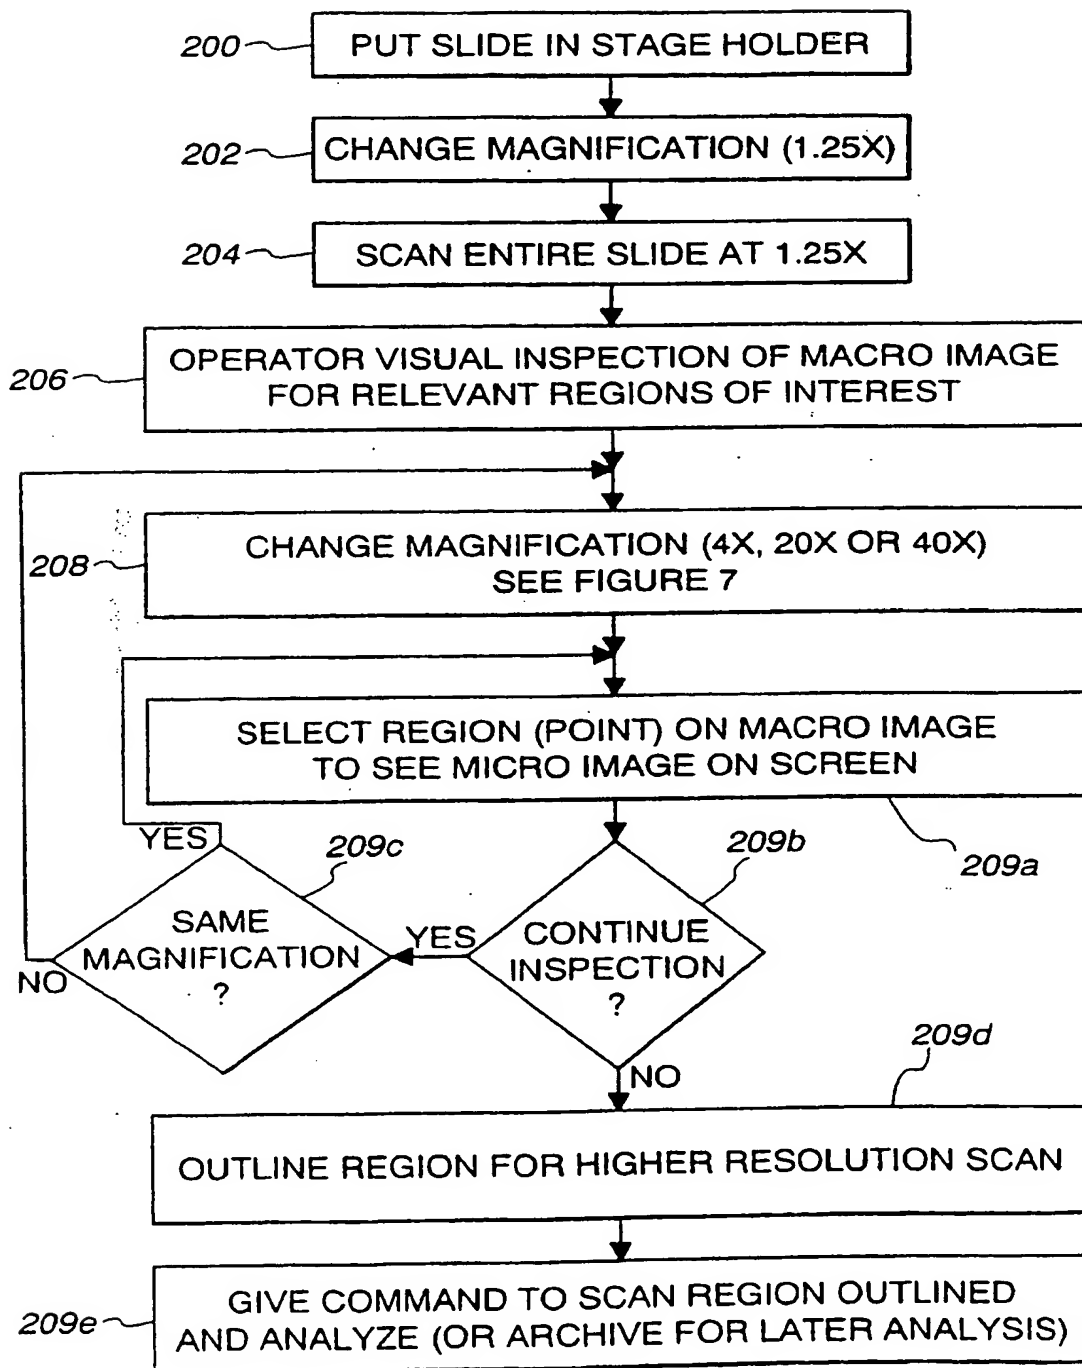 200
PUT SLIDE IN STAGE HOLDER
202
CHANGE MAGNIFICATION (1.25X)
204
SCAN ENTIRE SLIDE AT 1.25X
206
OPERATOR VISUAL INSPECTION OF MACRO IMAGE
FOR RELEVANT REGIONS OF INTEREST
208
CHANGE MAGNIFICATION (4X, 20X OR 40X)
SEE FIGURE 7
SELECT REGION (POINT) ON MACRO IMAGE
TO SEE MICRO IMAGE ON SCREEN
209a
209b
CONTINUE
INSPECTION
?
YES
209c
SAME
MAGNIFICATION
?
YES
NO
NO
209d
OUTLINE REGION FOR HIGHER RESOLUTION SCAN
209e
GIVE COMMAND TO SCAN REGION OUTLINED
AND ANALYZE (OR ARCHIVE FOR LATER ANALYSIS)